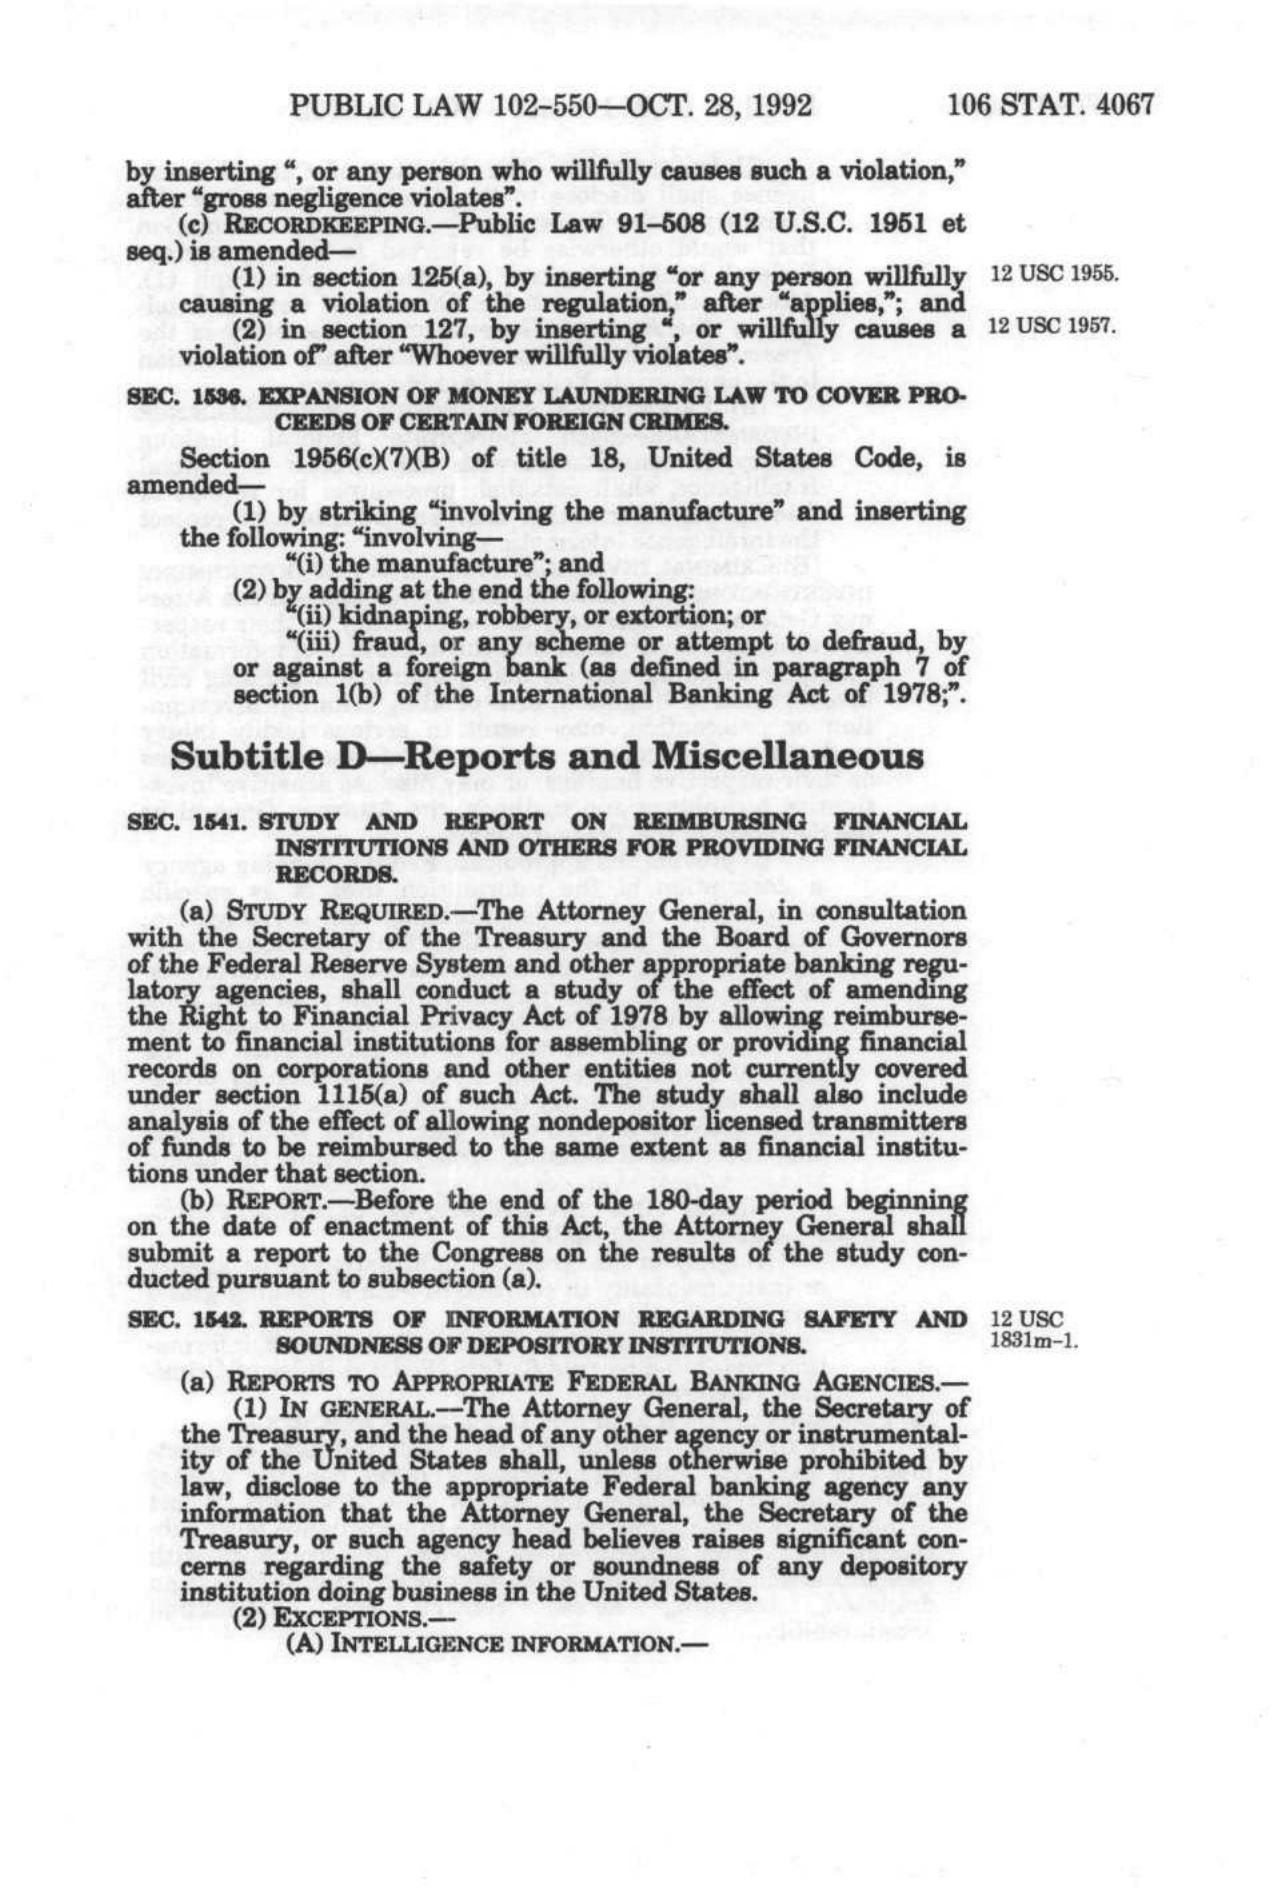 PUBLIC LAW 102–550—OCT. 28, 1992 106 STAT. 4067
by inserting “, or any person who willfully causes such a violation,”
after “gross negligence violates”.
(c) RECORDKEEPING.—Public Law 91–508 (12 U.S.C. 1951 et
seq.) is amended—
(1) in section 125(a), by inserting “or any person willfully
12 USC 1955.
causing a violation of the regulation,” after “applies,”; and
(2) in section 127, by inserting “, or willfully causes a
12 USC 1957.
violation of” after “Whoever willfully violates”.
SEC. 1536. EXPANSION OF MONEY LAUNDERING LAW TO COVER PRO-
CEEDS OF CERTAIN FOREIGN CRIMES.
Section 1956(c)(7)(B) of title 18, United States Code, is
amended—
(1) by striking “involving the manufacture” and inserting
the following: “involving—
“(i) the manufacture”; and
(2) by adding at the end the following:
“(ii) kidnaping, robbery, or extortion; or
“(iii) fraud, or any scheme or attempt to defraud, by
or against a foreign bank (as defined in paragraph 7 of
section 1(b) of the International Banking Act of 1978;”.
Subtitle D—Reports and Miscellaneous
SEC. 1541. STUDY AND REPORT ON REIMBURSING FINANCIAL
INSTITUTIONS AND OTHERS FOR PROVIDING FINANCIAL
RECORDS.
(a) STUDY REQUIRED.—The Attorney General, in consultation
with the Secretary of the Treasury and the Board of Governors
of the Federal Reserve System and other appropriate banking regu-
latory agencies, shall conduct a study of the effect of amending
the Right to Financial Privacy Act of 1978 by allowing reimburse-
ment to financial institutions for assembling or providing financial
records on corporations and other entities not currently covered
under section 1115(a) of such Act. The study shall also include
analysis of the effect of allowing nondepositor licensed transmitters
of funds to be reimbursed to the same extent as financial institu-
tions under that section.
(b) REPORT.—Before the end of the 180-day period beginning
on the date of enactment of this Act, the Attorney General shall
submit a report to the Congress on the results of the study con-
ducted pursuant to subsection (a).
SEC. 1542. REPORTS OF INFORMATION REGARDING SAFETY AND
SOUNDNESS OF DEPOSITORY INSTITUTIONS.
12 USC
1831m–1.
(a) REPORTS TO APPROPRIATE FEDERAL BANKING AGENCIES.—
(1) IN GENERAL.—The Attorney General, the Secretary of
the Treasury, and the head of any other agency or instrumental-
ity of the United States shall, unless otherwise prohibited by
law, disclose to the appropriate Federal banking agency any
information that the Attorney General, the Secretary of the
Treasury, or such agency head believes raises significant con-
cerns regarding the safety or soundness of any depository
institution doing business in the United States.
(2) EXCEPTIONS.—
(A) INTELLIGENCE INFORMATION.—